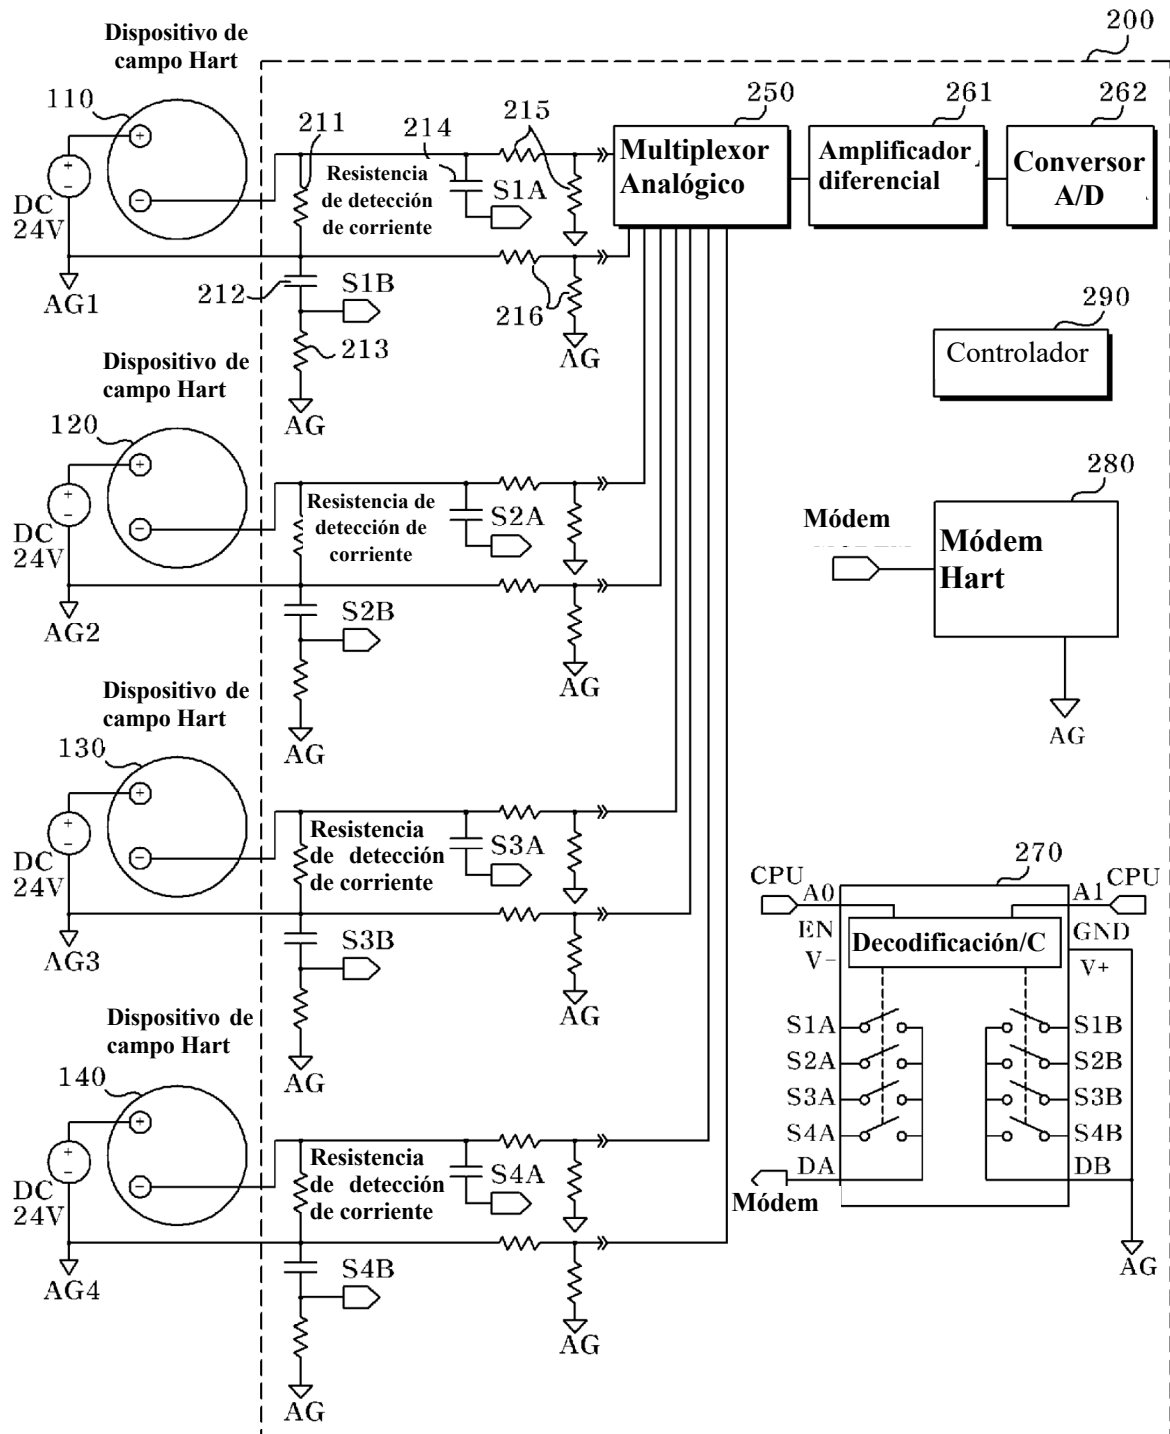 200
Dispositivo de
campo Hart
110
DC
24V
AG1
211
Resistencia
de detección
de corriente
214
S1A
215
212
S1B
213
AG
216
AG
250
Multiplexor
Analógico
261
Amplificador
diferencial
262
Conversor
A/D
290
Controlador
Dispositivo de
campo Hart
120
DC
24V
AG2
Resistencia de
detección de
corriente
S2A
S2B
AG
AG
280
Módem
Módem
Hart
AG
Dispositivo de
campo Hart
130
DC
24V
AG3
Resistencia
de detección
de corriente
S3A
S3B
AG
AG
270
CPU
A0
A1
CPU
EN
GND
Decodificación/C
V−
V+
S1A
S1B
S2A
S2B
S3A
S3B
S4A
S4B
DA
DB
Módem
AG
Dispositivo de
campo Hart
140
DC
24V
AG4
Resistencia
de detección
de corriente
S4A
S4B
AG
AG